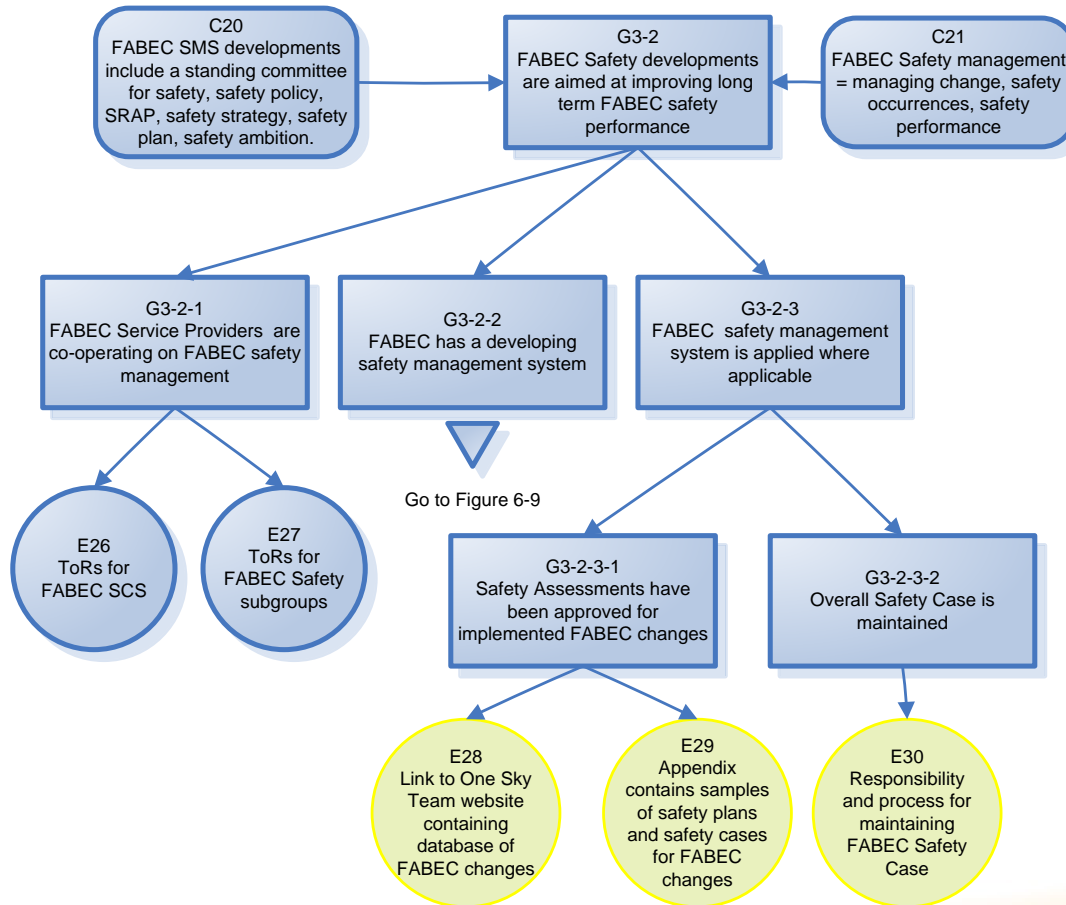 C20
FABEC SMS developments
include a standing committee
for safety, safety policy,
SRAP, safety strategy, safety
plan, safety ambition.
G3-2
FABEC Safety developments
are aimed at improving long
term FABEC safety
performance
C21
FABEC Safety management
= managing change, safety
occurrences, safety
performance
G3-2-1
FABEC Service Providers are
co-operating on FABEC safety
management
G3-2-2
FABEC has a developing
safety management system
G3-2-3
FABEC safety management
system is applied where
applicable
Go to Figure 6-9
E26
ToRs for
FABEC SCS
E27
ToRs for
FABEC Safety
subgroups
G3-2-3-1
Safety Assessments have
been approved for
implemented FABEC changes
G3-2-3-2
Overall Safety Case is
maintained
E28
Link to One Sky
Team website
containing
database of
FABEC changes
E29
Appendix
contains samples
of safety plans
and safety cases
for FABEC
changes
E30
Responsibility
and process for
maintaining
FABEC Safety
Case